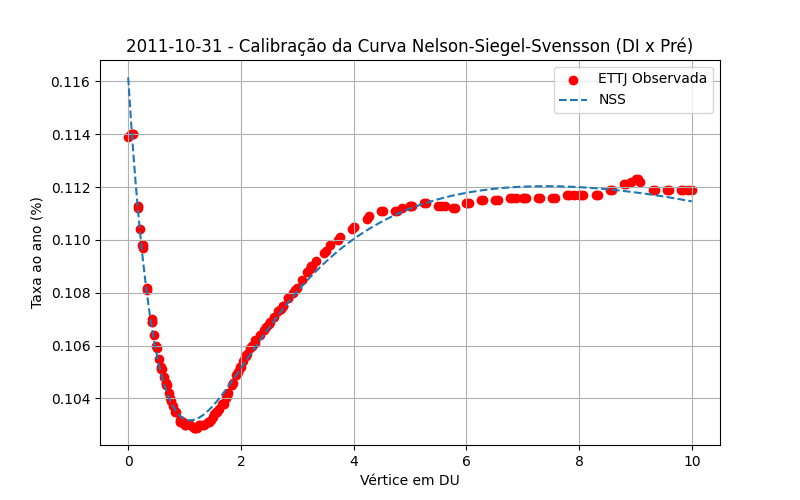 2011-10-31 - Calibração da Curva Nelson-Siegel-Svensson (DI x Pré)
ETTJ Observada
NSS
Taxa ao ano (%)
0.116
0.114
0.112
0.110
0.108
0.106
0.104
0 2 4 6 8 10
Vértice em DU